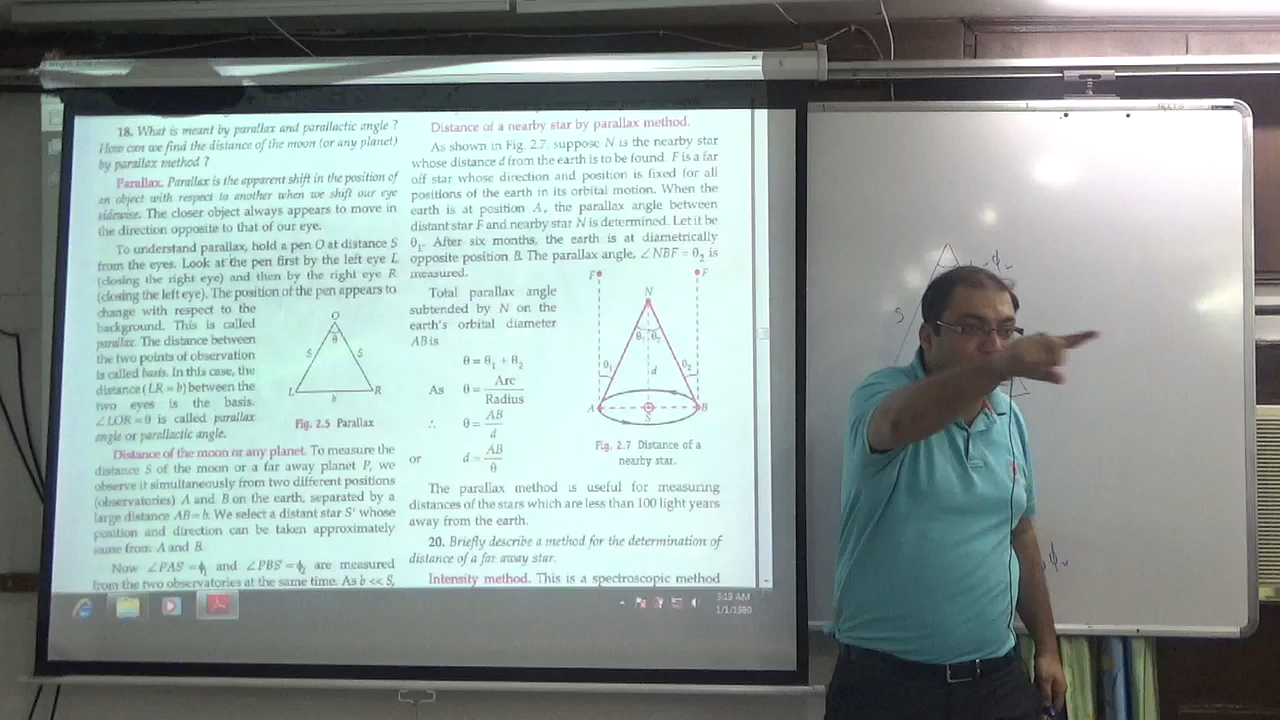 18. What is meant by parallax and parallactic angle ?
How can we find the distance of the moon (or any planet)
by parallax method ?
Parallax. Parallax is the apparent shift in the position of
an object with respect to another when we shift our eye
sidewise. The closer object always appears to move in
the direction opposite to that of our eye.
To understand parallax, hold a pen O at distance S
from the eyes. Look at the pen first by the left eye L
(closing the right eye) and then by the right eye R
(closing the left eye). The position of the pen appears to
change with respect to the
background. This is called
parallax. The distance between
the two points of observation
is called basis. In this case, the
distance (LR = b) between the
two eyes is the basis.
∠LOR = θ is called parallax
angle or parallactic angle.
O
θ
S S
L R
b
Fig. 2.5 Parallax
Distance of the moon or any planet. To measure the
distance S of the moon or a far away planet P, we
observe it simultaneously from two different positions
(observatories) A and B on the earth, separated by a
large distance AB = b. We select a distant star S' whose
position and direction can be taken approximately
same from A and B.
Now ∠PAS' = ϕ₁ and ∠PBS' = ϕ₂ are measured
from the two observatories at the same time. As b << S,
Distance of a nearby star by parallax method.
As shown in Fig. 2.7, suppose N is the nearby star
whose distance d from the earth is to be found. F is a far
off star whose direction and position is fixed for all
positions of the earth in its orbital motion. When the
earth is at position A, the parallax angle between
distant star F and nearby star N is determined. Let it be
θ₁. After six months, the earth is at diametrically
opposite position B. The parallax angle, ∠NBF = θ₂ is
measured.
Total parallax angle
subtended by N on the
earth's orbital diameter
AB is
θ = θ₁ + θ₂
As θ = Arc / Radius
∴ θ = AB / d
or d = AB / θ
F F
N
θ₁ θ₂
θ₁ d θ₂
A S B
Fig. 2.7 Distance of a
nearby star.
The parallax method is useful for measuring
distances of the stars which are less than 100 light years
away from the earth.
20. Briefly describe a method for the determination of
distance of a far away star.
Intensity method. This is a spectroscopic method
3:19 AM
1/1/1980
S